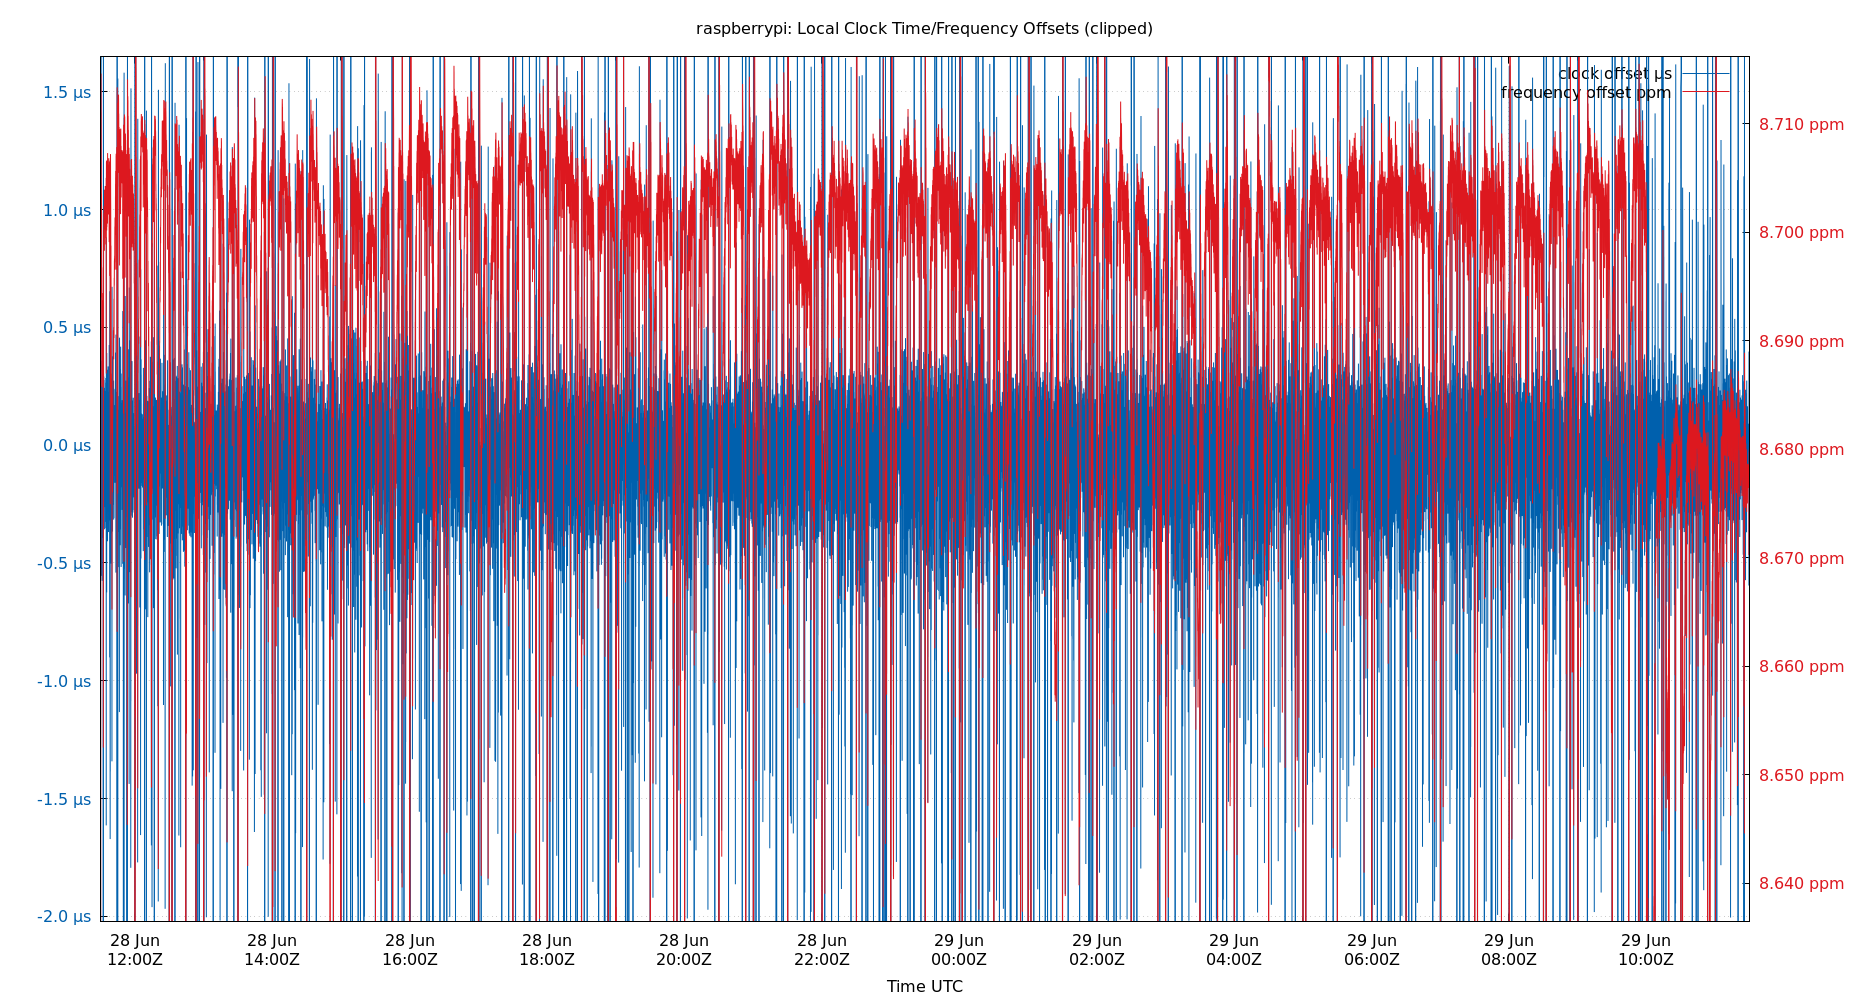 raspberrypi: Local Clock Time/Frequency Offsets (clipped)
clock offset µs
frequency offset ppm
1.5 µs
1.0 µs
0.5 µs
0.0 µs
-0.5 µs
-1.0 µs
-1.5 µs
-2.0 µs
8.710 ppm
8.700 ppm
8.690 ppm
8.680 ppm
8.670 ppm
8.660 ppm
8.650 ppm
8.640 ppm
28 Jun 28 Jun 28 Jun 28 Jun 28 Jun 28 Jun 29 Jun 29 Jun 29 Jun 29 Jun 29 Jun 29 Jun
12:00Z 14:00Z 16:00Z 18:00Z 20:00Z 22:00Z 00:00Z 02:00Z 04:00Z 06:00Z 08:00Z 10:00Z
Time UTC